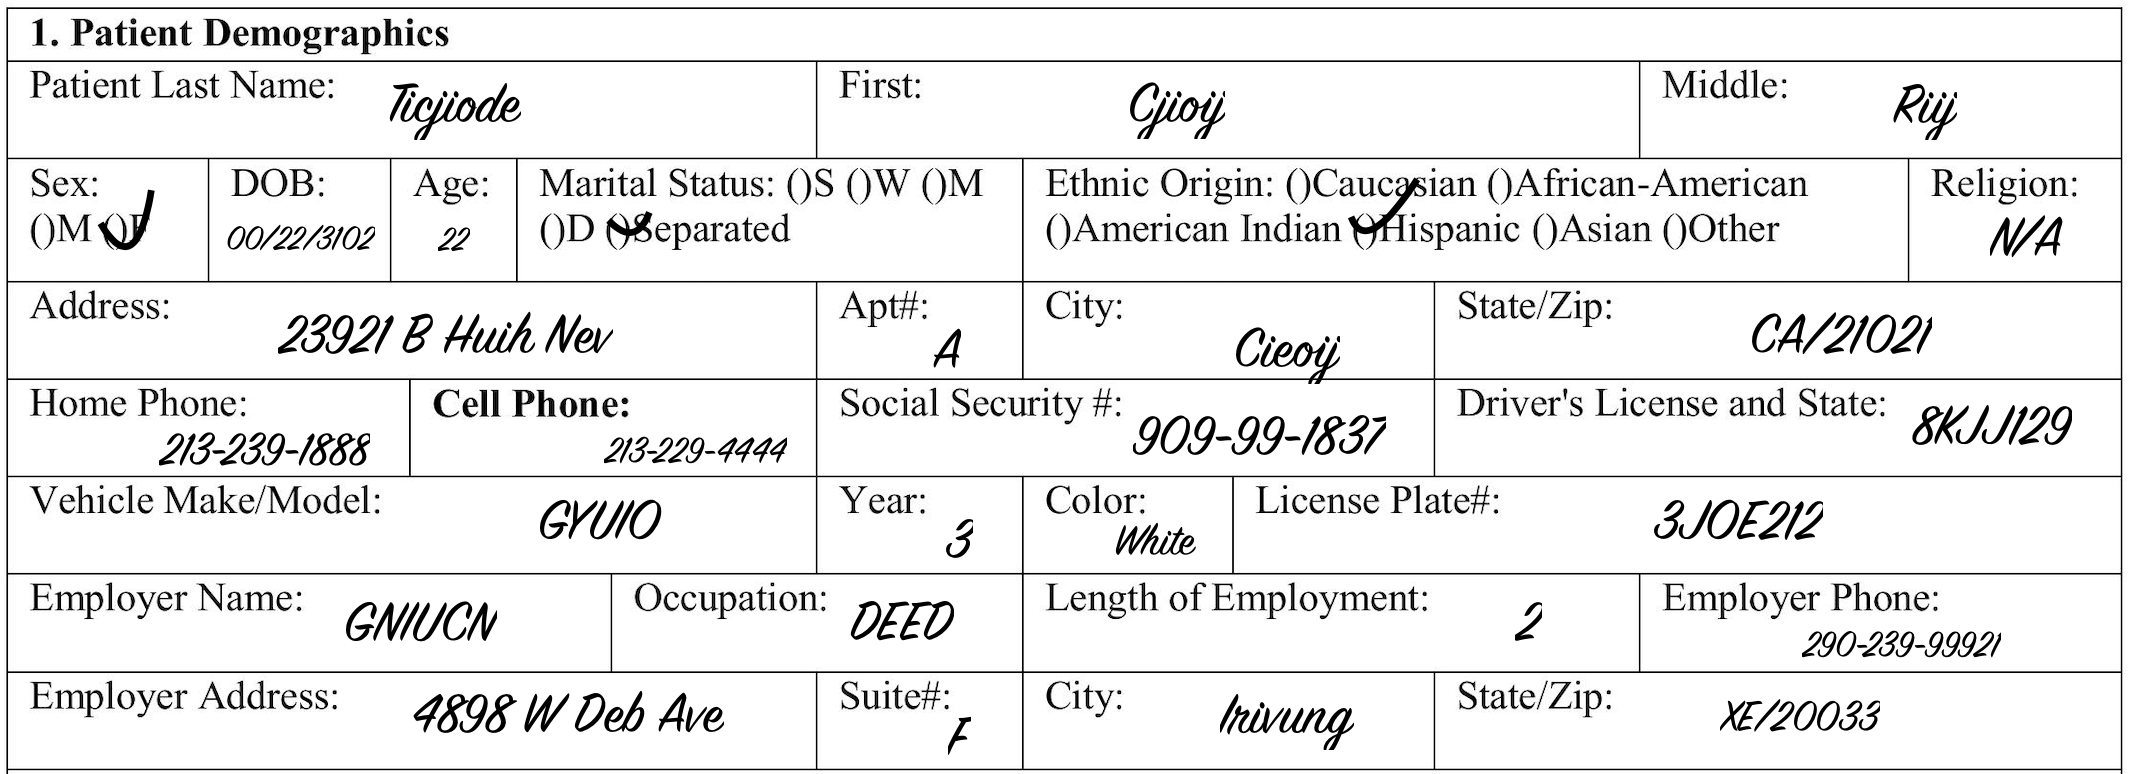 1. Patient Demographics
Patient Last Name: Ticjiode First: Cjioij Middle: Riij
Sex: DOB: Age: Marital Status: ()S ()W ()M Ethnic Origin: ()Caucasian ()African-American Religion:
()M ()F 00/22/3102 22 ()D ()Separated ()American Indian ()Hispanic ()Asian ()Other N/A
Address: 23921 B Huih Nev Apt#: A City: Cieoij State/Zip: CA/21021
Home Phone: 213-239-1888 Cell Phone: 213-229-4444 Social Security #: 909-99-1837 Driver's License and State: 8KJJ129
Vehicle Make/Model: GYUIO Year: 3 Color: White License Plate#: 3JOE212
Employer Name: GNIUCN Occupation: DEED Length of Employment: 2 Employer Phone: 290-239-99921
Employer Address: 4898 W Deb Ave Suite#: F City: Irivung State/Zip: XE/20033